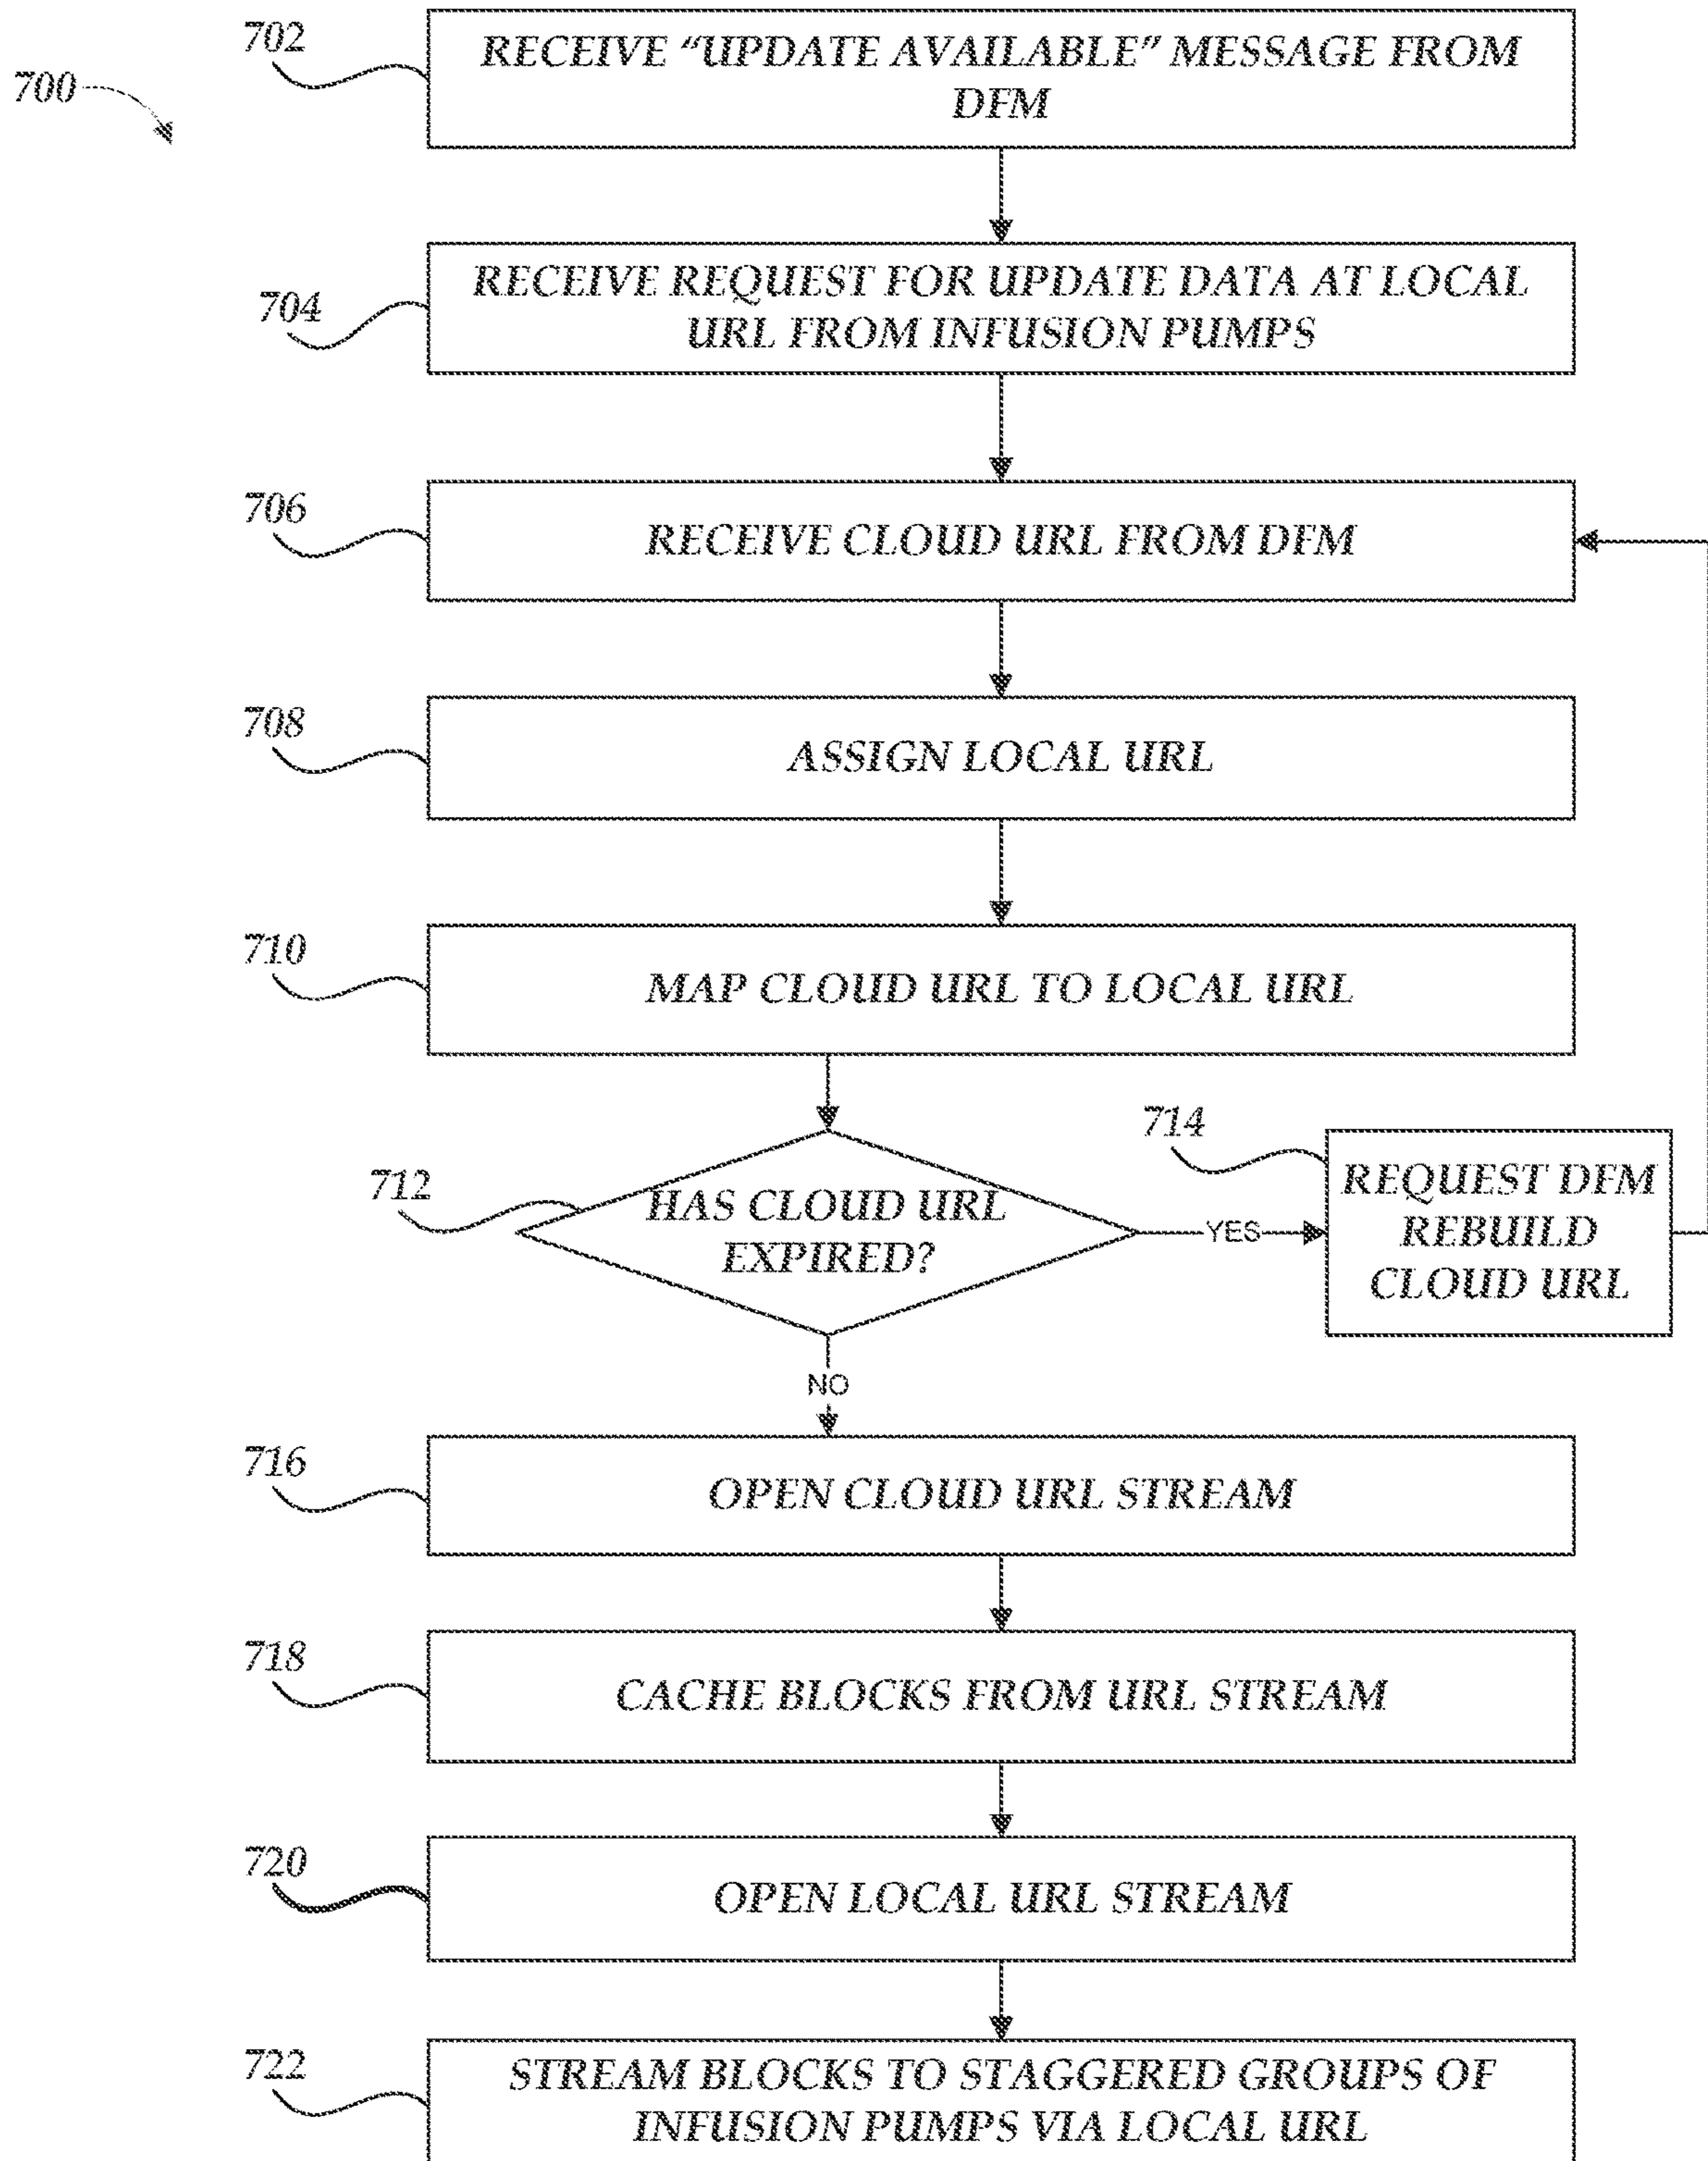 702
RECEIVE “UPDATE AVAILABLE” MESSAGE FROM
DFM
700
704
RECEIVE REQUEST FOR UPDATE DATA AT LOCAL
URL FROM INFUSION PUMPS
706
RECEIVE CLOUD URL FROM DFM
708
ASSIGN LOCAL URL
710
MAP CLOUD URL TO LOCAL URL
712
HAS CLOUD URL
EXPIRED?
YES
714
REQUEST DFM
REBUILD
CLOUD URL
NO
716
OPEN CLOUD URL STREAM
718
CACHE BLOCKS FROM URL STREAM
720
OPEN LOCAL URL STREAM
722
STREAM BLOCKS TO STAGGERED GROUPS OF
INFUSION PUMPS VIA LOCAL URL